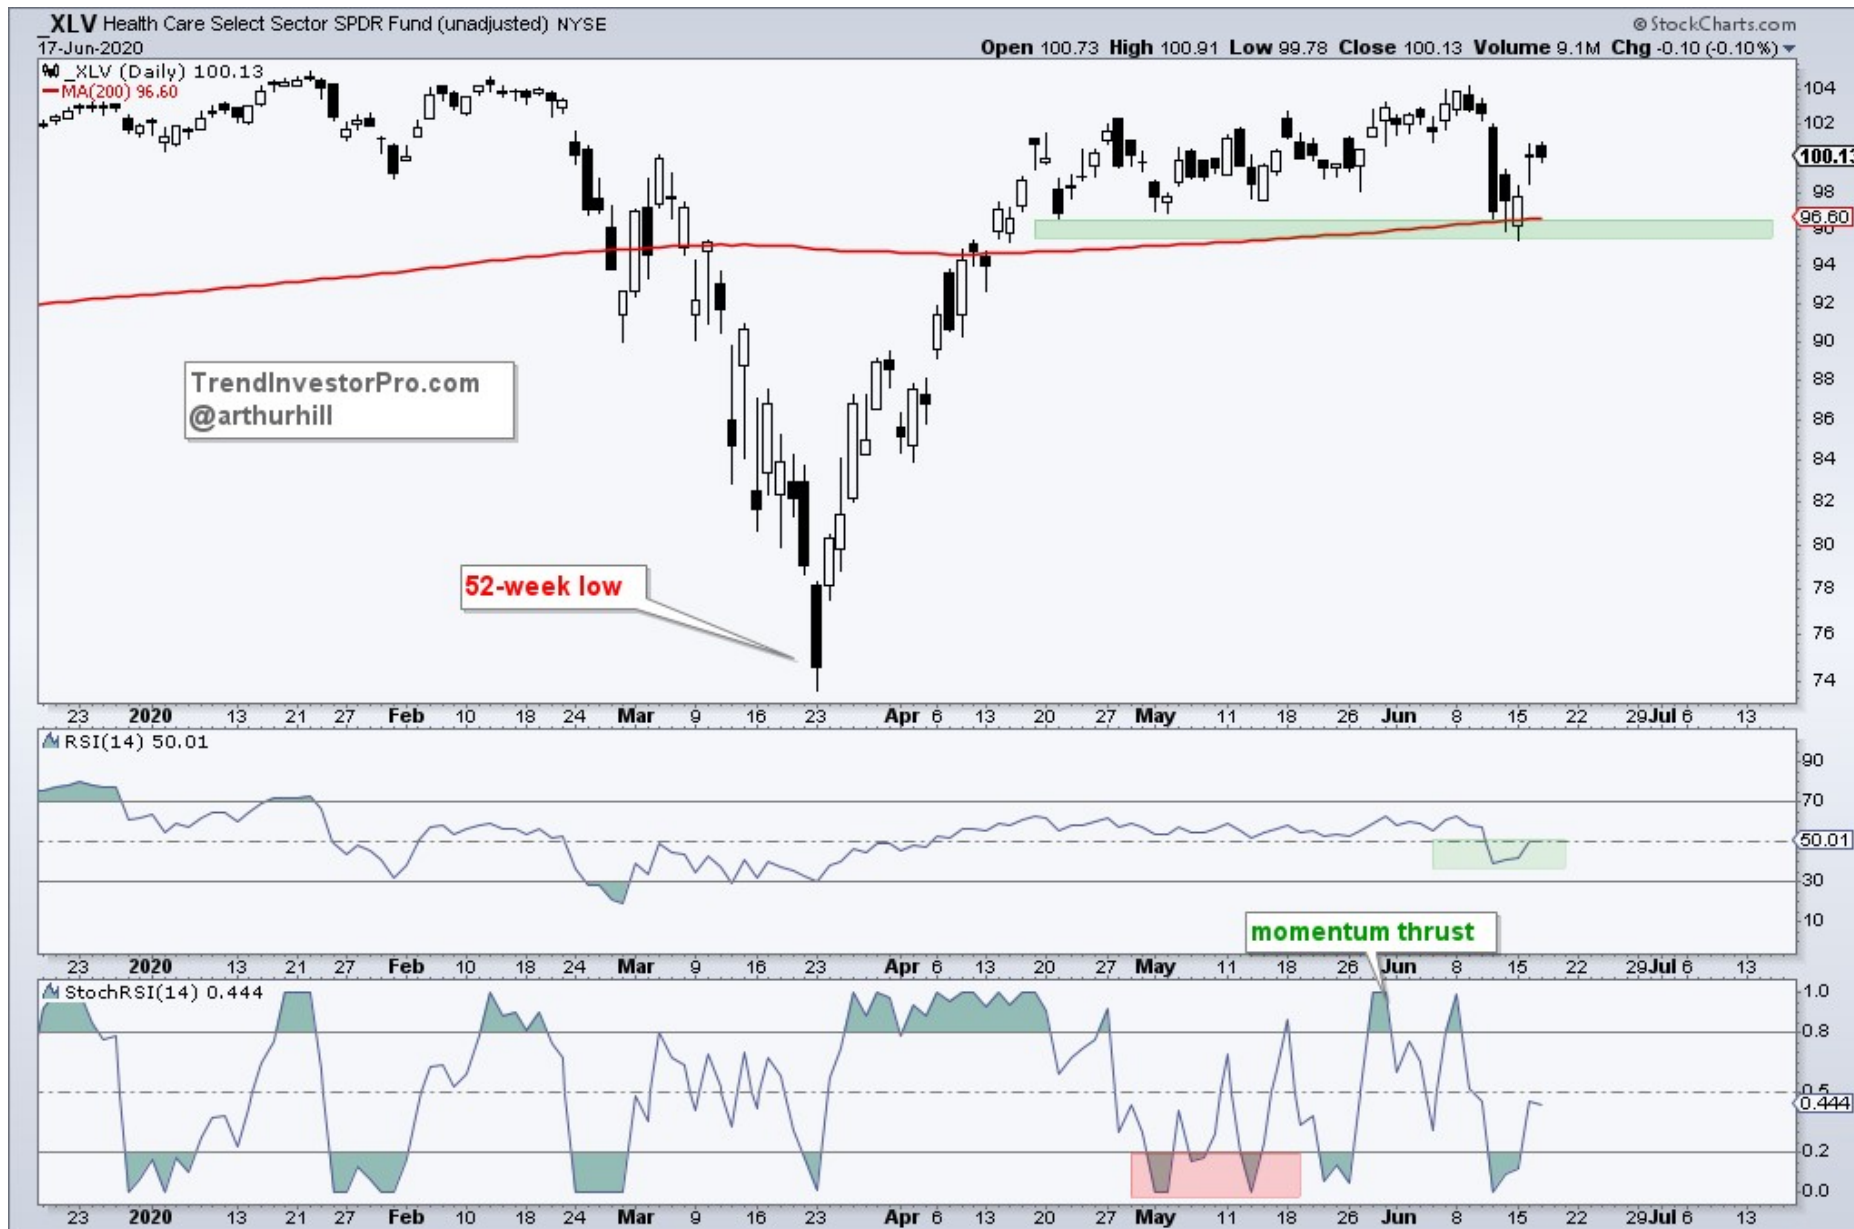 _XLV Health Care Select Sector SPDR Fund (unadjusted) NYSE
© StockCharts.com
17-Jun-2020
Open 100.73 High 100.91 Low 99.78 Close 100.13 Volume 9.1M Chg -0.10 (-0.10%)
_XLV (Daily) 100.13
MA(200) 96.60
104
102
100.13
98
96.60
96
94
92
90
88
86
84
82
80
78
76
74
TrendInvestorPro.com
@arthurhill
52-week low
23 2020 13 21 27 Feb 10 18 24 Mar 9 16 23 Apr 6 13 20 27 May 11 18 26 Jun 8 15 22 29 Jul 6 13
RSI(14) 50.01
90
70
50.01
30
10
momentum thrust
23 2020 13 21 27 Feb 10 18 24 Mar 9 16 23 Apr 6 13 20 27 May 11 18 26 Jun 8 15 22 29 Jul 6 13
StochRSI(14) 0.444
1.0
0.8
0.5
0.444
0.2
0.0
23 2020 13 21 27 Feb 10 18 24 Mar 9 16 23 Apr 6 13 20 27 May 11 18 26 Jun 8 15 22 29 Jul 6 13